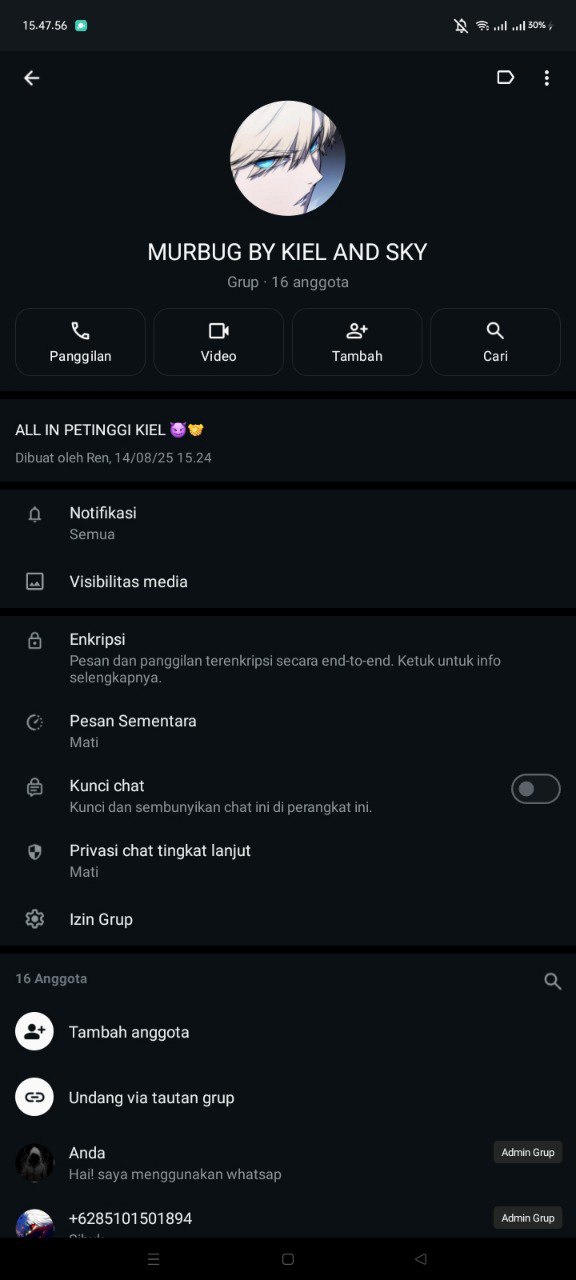 15.47.56
30%
MURBUG BY KIEL AND SKY
Grup · 16 anggota
Panggilan
Video
Tambah
Cari
ALL IN PETINGGI KIEL 😈🤝
Dibuat oleh Ren, 14/08/25 15.24
Notifikasi
Semua
Visibilitas media
Enkripsi
Pesan dan panggilan terenkripsi secara end-to-end. Ketuk untuk info
selengkapnya.
Pesan Sementara
Mati
Kunci chat
Kunci dan sembunyikan chat ini di perangkat ini.
Privasi chat tingkat lanjut
Mati
Izin Grup
16 Anggota
Tambah anggota
Undang via tautan grup
Anda
Admin Grup
Hai! saya menggunakan whatsap
+6285101501894
Admin Grup